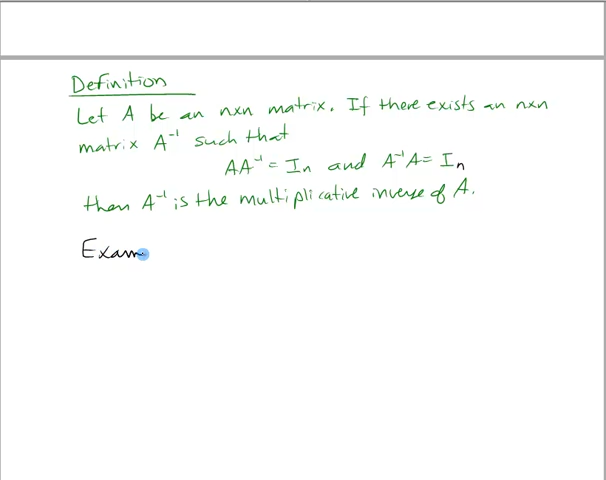 Definition
Let A be an nxn matrix. If there exists an nxn
matrix A⁻¹ such that
AA⁻¹ = Iₙ and A⁻¹A = Iₙ
then A⁻¹ is the multiplicative inverse of A.
Exam